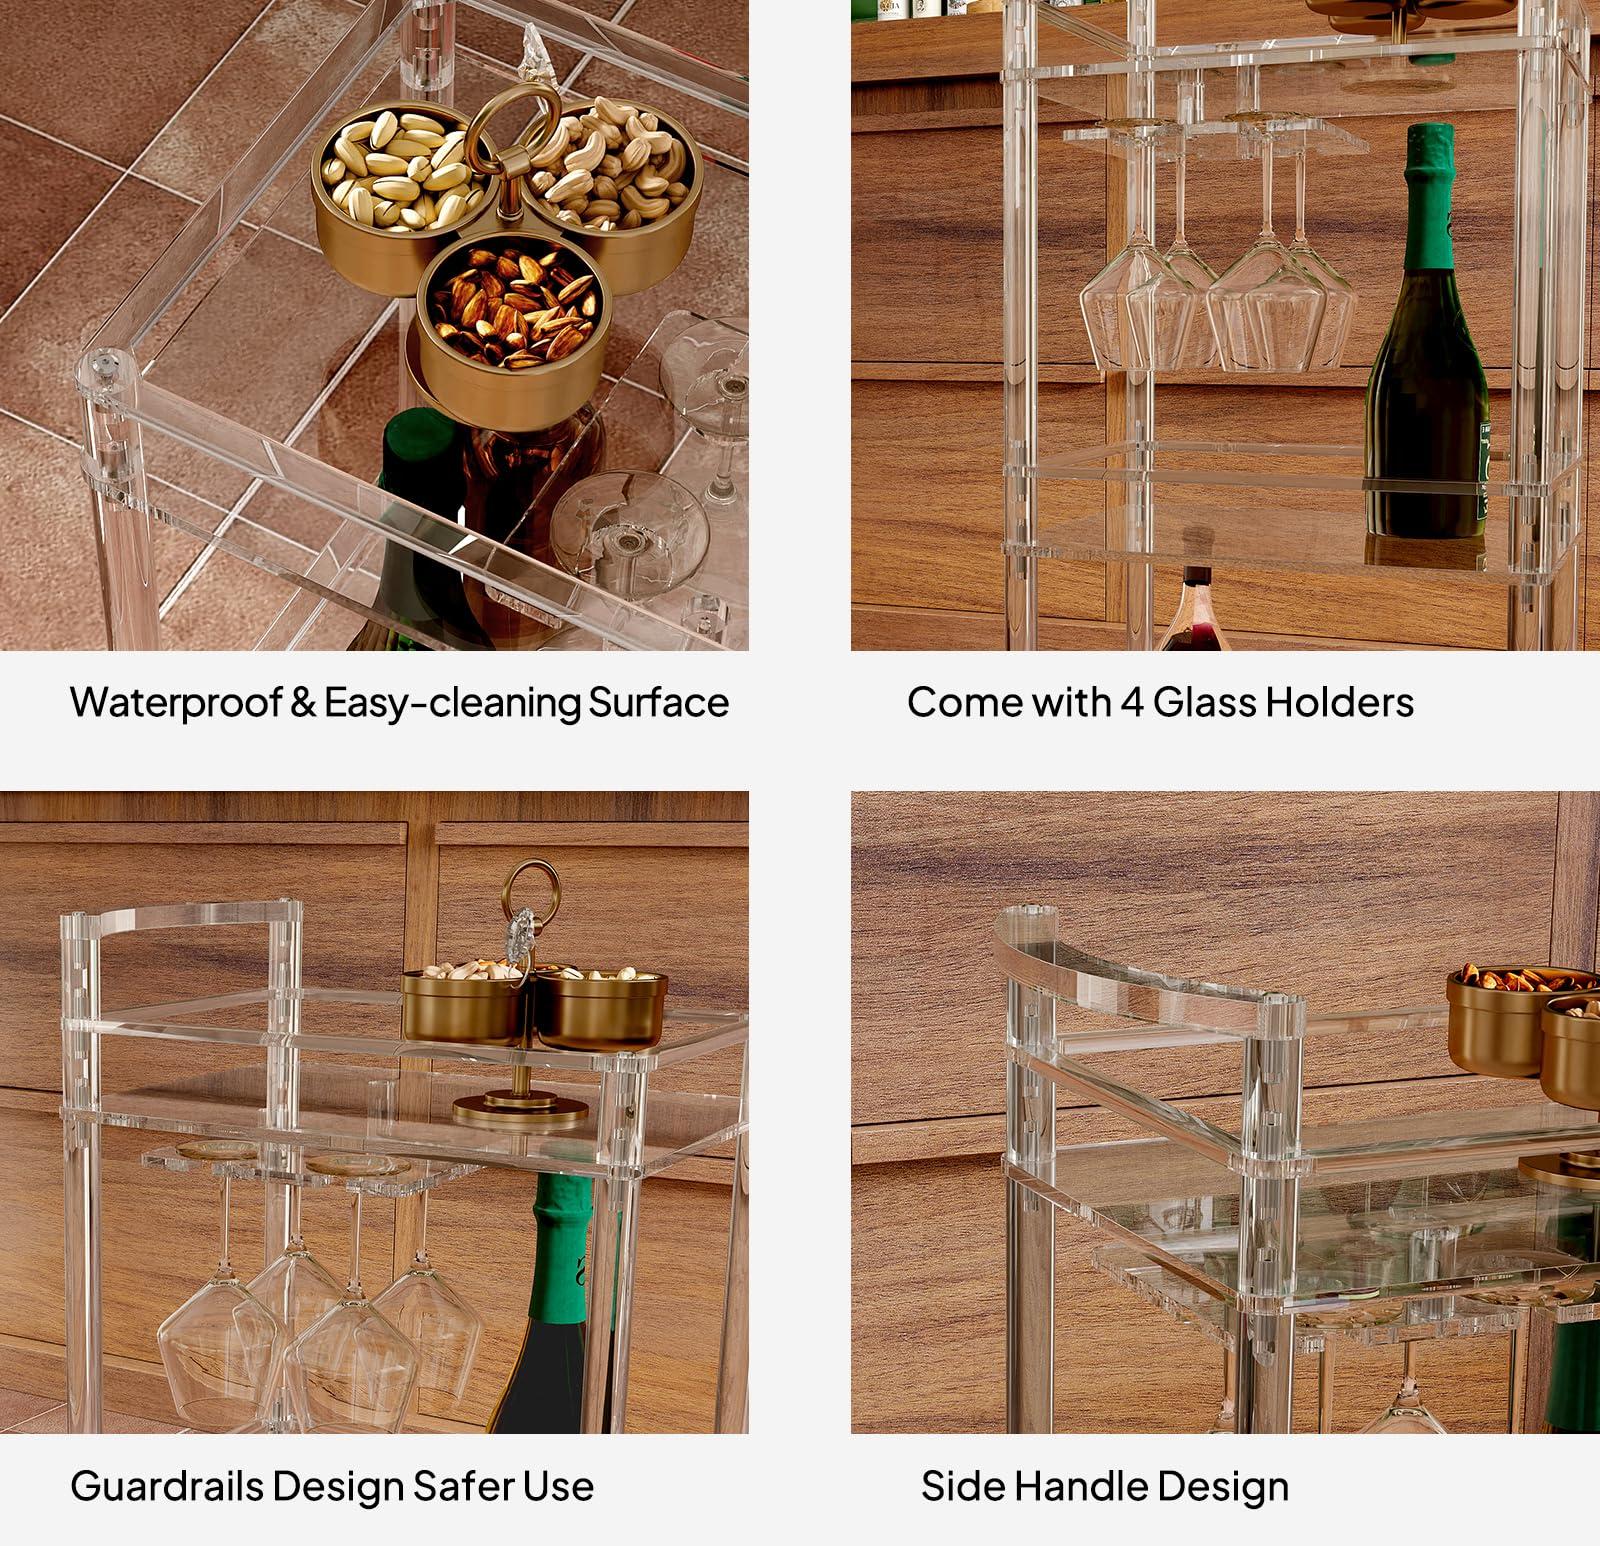 Waterproof & Easy-cleaning Surface
Come with 4 Glass Holders
Guardrails Design Safer Use
Side Handle Design